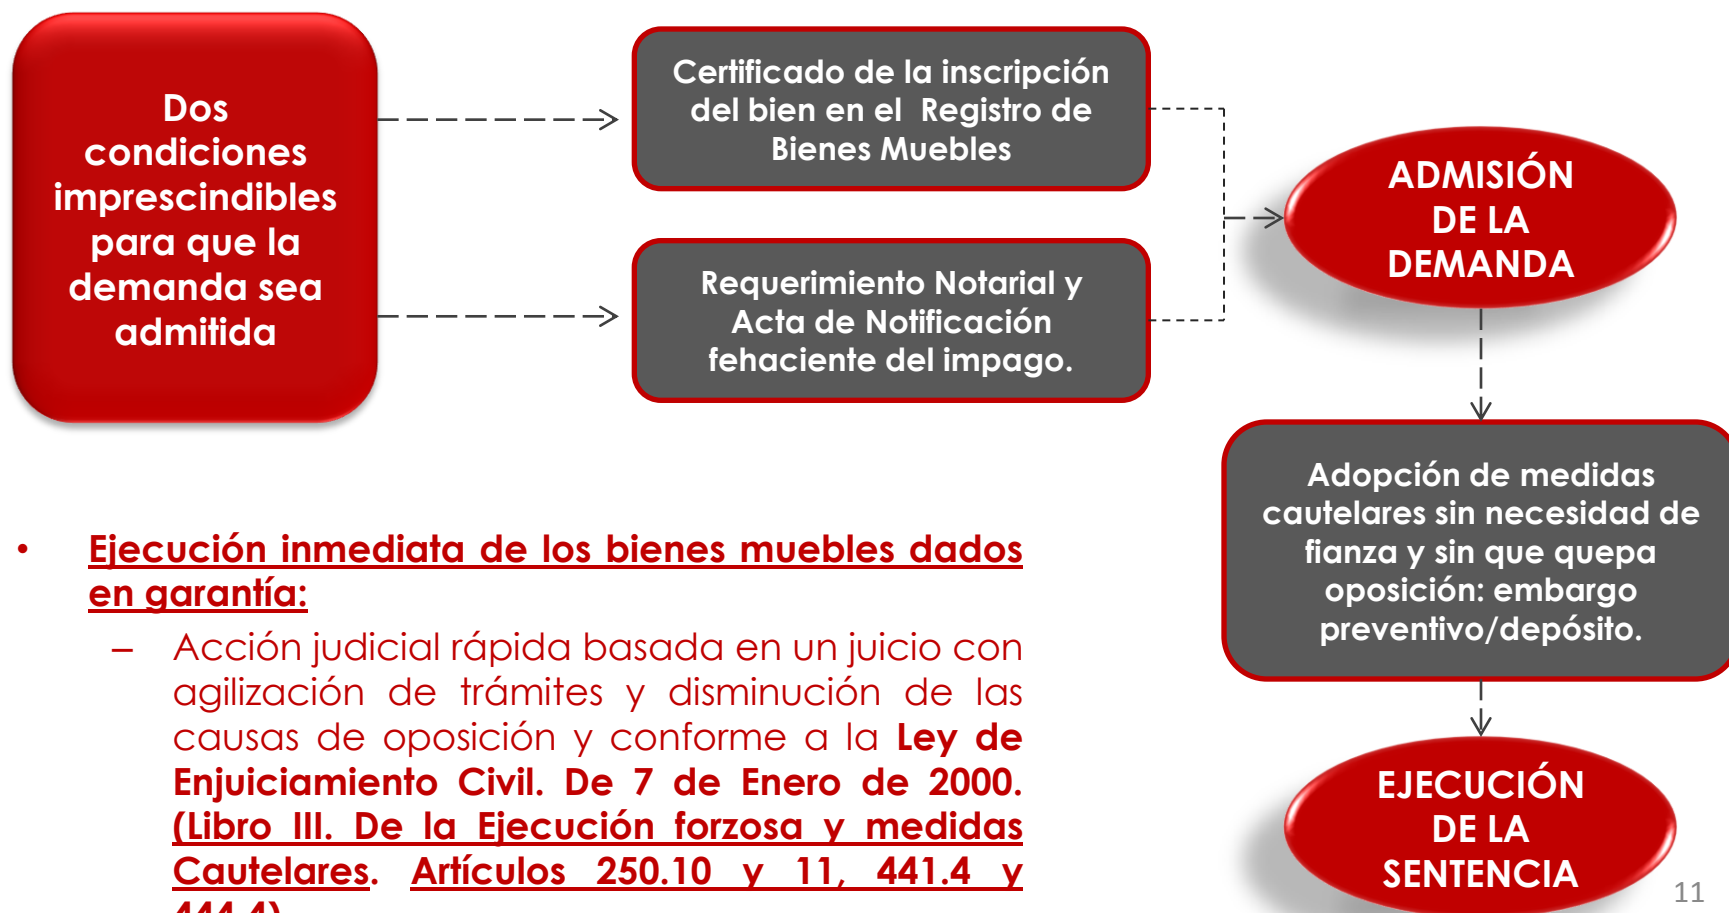 Dos
condiciones
imprescindibles
para que la
demanda sea
admitida
Certificado de la inscripción
del bien en el Registro de
Bienes Muebles
Requerimiento Notarial y
Acta de Notificación
fehaciente del impago.
ADMISIÓN
DE LA
DEMANDA
Adopción de medidas
cautelares sin necesidad de
fianza y sin que quepa
oposición: embargo
preventivo/depósito.
EJECUCIÓN
DE LA
SENTENCIA
• Ejecución inmediata de los bienes muebles dados
en garantía:
– Acción judicial rápida basada en un juicio con
agilización de trámites y disminución de las
causas de oposición y conforme a la Ley de
Enjuiciamiento Civil. De 7 de Enero de 2000.
(Libro III. De la Ejecución forzosa y medidas
Cautelares. Artículos 250.10 y 11, 441.4 y
444.4)
11